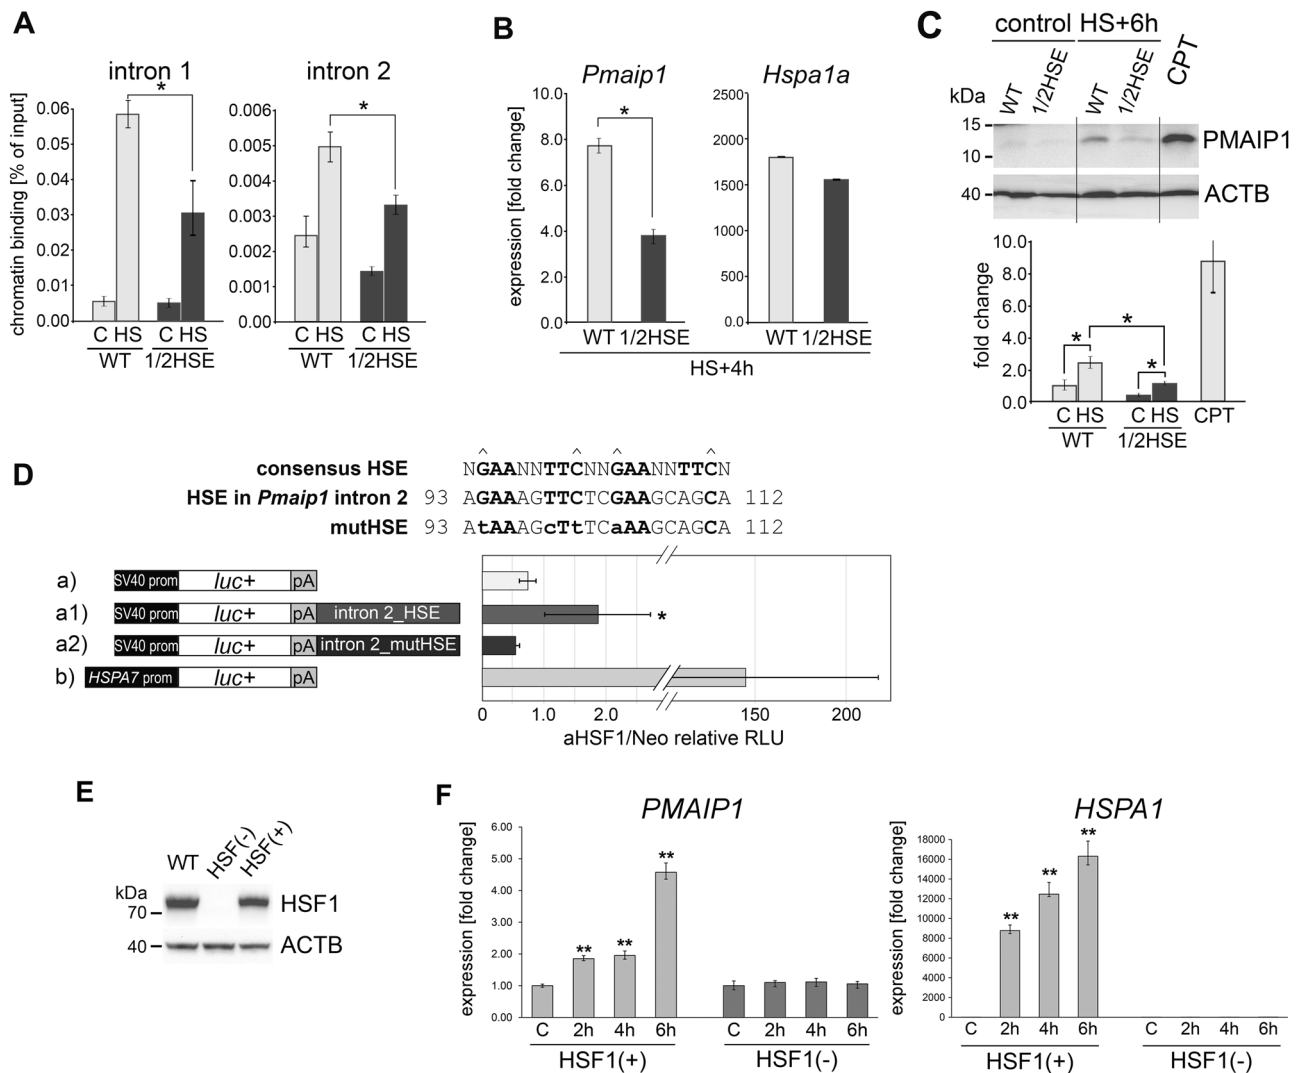 A
intron 1
intron 2
*
*
chromatin binding [% of input]
0.06
0.05
0.04
0.03
0.02
0.01
0.00
0.006
0.005
0.004
0.003
0.002
0.001
0.000
C HS C HS
WT 1/2HSE
C HS C HS
WT 1/2HSE
B
Pmaip1
Hspa1a
*
expression [fold change]
10.0
8.0
6.0
4.0
2.0
0.0
2500
2000
1500
1000
500
0
WT 1/2HSE
WT 1/2HSE
HS+4h
C
control HS+6h
WT 1/2HSE WT 1/2HSE CPT
kDa
15
10
PMAIP1
40
ACTB
fold change
10.0
8.0
6.0
4.0
2.0
0.0
* * *
C HS C HS CPT
WT 1/2HSE
D
^ ^ ^ ^
consensus HSE NGAANNTTCNNGAANNTTCN
HSE in Pmaip1 intron 2 93 AGAAAGTTCTCGAAGCAGCA 112
mutHSE 93 AtAAAGcTtTCaAAGCAGCA 112
a) SV40 prom luc+ pA
a1) SV40 prom luc+ pA intron 2_HSE *
a2) SV40 prom luc+ pA intron 2_mutHSE
b) HSPA7 prom luc+ pA
0 1.0 2.0 150 200
aHSF1/Neo relative RLU
E
WT HSF(-) HSF(+)
kDa
70
HSF1
40
ACTB
F
PMAIP1
HSPA1
expression [fold change]
6.00
5.00
4.00
3.00
2.00
1.00
0.00
** ** **
C 2h 4h 6h C 2h 4h 6h
HSF1(+) HSF1(-)
expression [fold change]
18000
16000
14000
12000
10000
8000
6000
4000
2000
0
** ** **
C 2h 4h 6h C 2h 4h 6h
HSF1(+) HSF1(-)